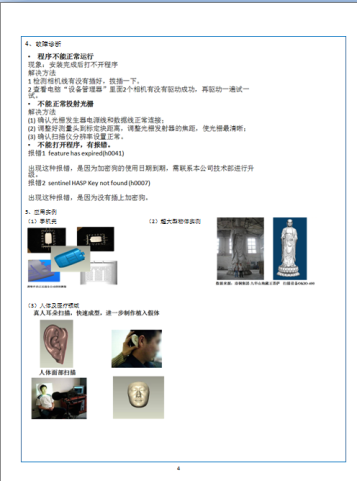 4、故障诊断
• 程序不能正常运行
现象：安装完成后打不开程序
解决方法
1 检测相机线有没有插好，拔插一下。
2 查看电脑“设备管理器”里面2个相机有没有驱动成功，再驱动一遍试一
试。
• 不能正常投射光栅
解决方法
(1) 确认光栅发生器电源线和数据线正常连接；
(2) 调整好测量头到标定块距离，调整光栅发射器的焦距，使光栅最清晰；
(3) 确认扫描仪分辨率设置正常。
• 不能打开程序，有报错。
报错1 feature has expired(h0041)
出现这种报错，是因为加密狗的使用日期到期，需联系本公司技术部进行升
级。
报错2 sentinel HASP Key not found (h0007)
出现这种报错，是因为没有插上加密狗。
5、应用实例
（1）手机壳
（2）超大型物体实例
（3）人体及医疗领域
真人耳朵扫描，快速成型，进一步制作植入假体
人体面部扫描
4